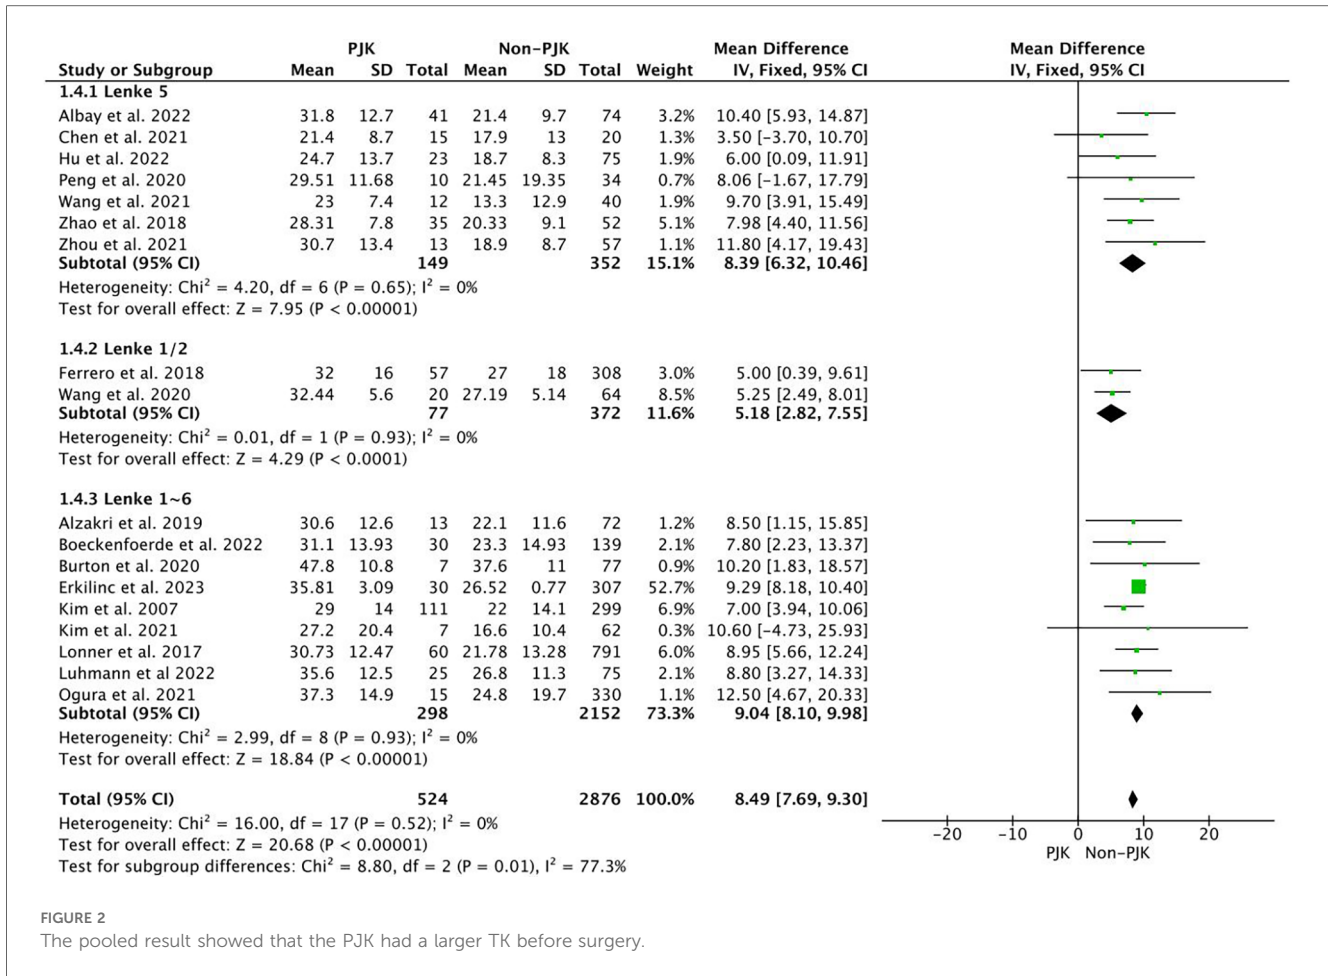 PJK Non-PJK Mean Difference Mean Difference
Study or Subgroup Mean SD Total Mean SD Total Weight IV, Fixed, 95% CI IV, Fixed, 95% CI
1.4.1 Lenke 5
Albay et al. 2022 31.8 12.7 41 21.4 9.7 74 3.2% 10.40 [5.93, 14.87]
Chen et al. 2021 21.4 8.7 15 17.9 13 20 1.3% 3.50 [−3.70, 10.70]
Hu et al. 2022 24.7 13.7 23 18.7 8.3 75 1.9% 6.00 [0.09, 11.91]
Peng et al. 2020 29.51 11.68 10 21.45 19.35 34 0.7% 8.06 [−1.67, 17.79]
Wang et al. 2021 23 7.4 12 13.3 12.9 40 1.9% 9.70 [3.91, 15.49]
Zhao et al. 2018 28.31 7.8 35 20.33 9.1 52 5.1% 7.98 [4.40, 11.56]
Zhou et al. 2021 30.7 13.4 13 18.9 8.7 57 1.1% 11.80 [4.17, 19.43]
Subtotal (95% CI) 149 352 15.1% 8.39 [6.32, 10.46]
Heterogeneity: Chi² = 4.20, df = 6 (P = 0.65); I² = 0%
Test for overall effect: Z = 7.95 (P < 0.00001)
1.4.2 Lenke 1/2
Ferrero et al. 2018 32 16 57 27 18 308 3.0% 5.00 [0.39, 9.61]
Wang et al. 2020 32.44 5.6 20 27.19 5.14 64 8.5% 5.25 [2.49, 8.01]
Subtotal (95% CI) 77 372 11.6% 5.18 [2.82, 7.55]
Heterogeneity: Chi² = 0.01, df = 1 (P = 0.93); I² = 0%
Test for overall effect: Z = 4.29 (P < 0.0001)
1.4.3 Lenke 1~6
Alzakri et al. 2019 30.6 12.6 13 22.1 11.6 72 1.2% 8.50 [1.15, 15.85]
Boeckenfoerde et al. 2022 31.1 13.93 30 23.3 14.93 139 2.1% 7.80 [2.23, 13.37]
Burton et al. 2020 47.8 10.8 7 37.6 11 77 0.9% 10.20 [1.83, 18.57]
Erkilinc et al. 2023 35.81 3.09 30 26.52 0.77 307 52.7% 9.29 [8.18, 10.40]
Kim et al. 2007 29 14 111 22 14.1 299 6.9% 7.00 [3.94, 10.06]
Kim et al. 2021 27.2 20.4 7 16.6 10.4 62 0.3% 10.60 [−4.73, 25.93]
Lonner et al. 2017 30.73 12.47 60 21.78 13.28 791 6.0% 8.95 [5.66, 12.24]
Luhmann et al 2022 35.6 12.5 25 26.8 11.3 75 2.1% 8.80 [3.27, 14.33]
Ogura et al. 2021 37.3 14.9 15 24.8 19.7 330 1.1% 12.50 [4.67, 20.33]
Subtotal (95% CI) 298 2152 73.3% 9.04 [8.10, 9.98]
Heterogeneity: Chi² = 2.99, df = 8 (P = 0.93); I² = 0%
Test for overall effect: Z = 18.84 (P < 0.00001)
Total (95% CI) 524 2876 100.0% 8.49 [7.69, 9.30]
Heterogeneity: Chi² = 16.00, df = 17 (P = 0.52); I² = 0%
Test for overall effect: Z = 20.68 (P < 0.00001)
Test for subgroup differences: Chi² = 8.80, df = 2 (P = 0.01), I² = 77.3%
−20 −10 0 10 20
PJK Non-PJK
FIGURE 2
The pooled result showed that the PJK had a larger TK before surgery.